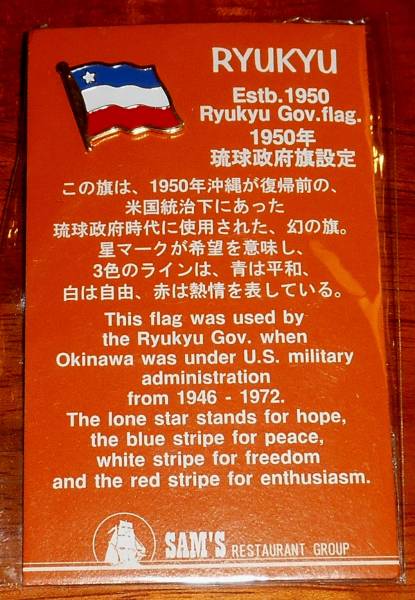 RYUKYU
Estb.1950
Ryukyu Gov.flag.
1950年
琉球政府旗設定
この旗は、1950年沖縄が復帰前の、
米国統治下にあった
琉球政府時代に使用された、幻の旗。
星マークが希望を意味し、
3色のラインは、青は平和、
白は自由、赤は熱情を表している。
This flag was used by
the Ryukyu Gov. when
Okinawa was under U.S. military
administration
from 1946 - 1972.
The lone star stands for hope,
the blue stripe for peace,
white stripe for freedom
and the red stripe for enthusiasm.
SAM'S RESTAURANT GROUP